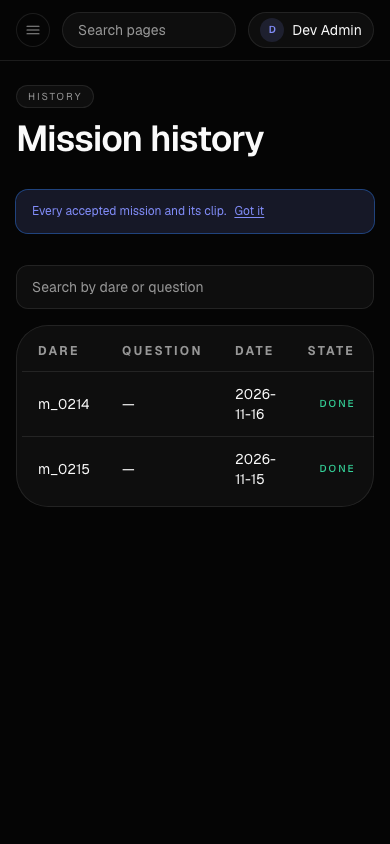 Search pages
D
Dev Admin
HISTORY
Mission history
Every accepted mission and its clip. Got it
Search by dare or question
DARE QUESTION DATE STATE
m_0214 — 2026-11-16 DONE
m_0215 — 2026-11-15 DONE